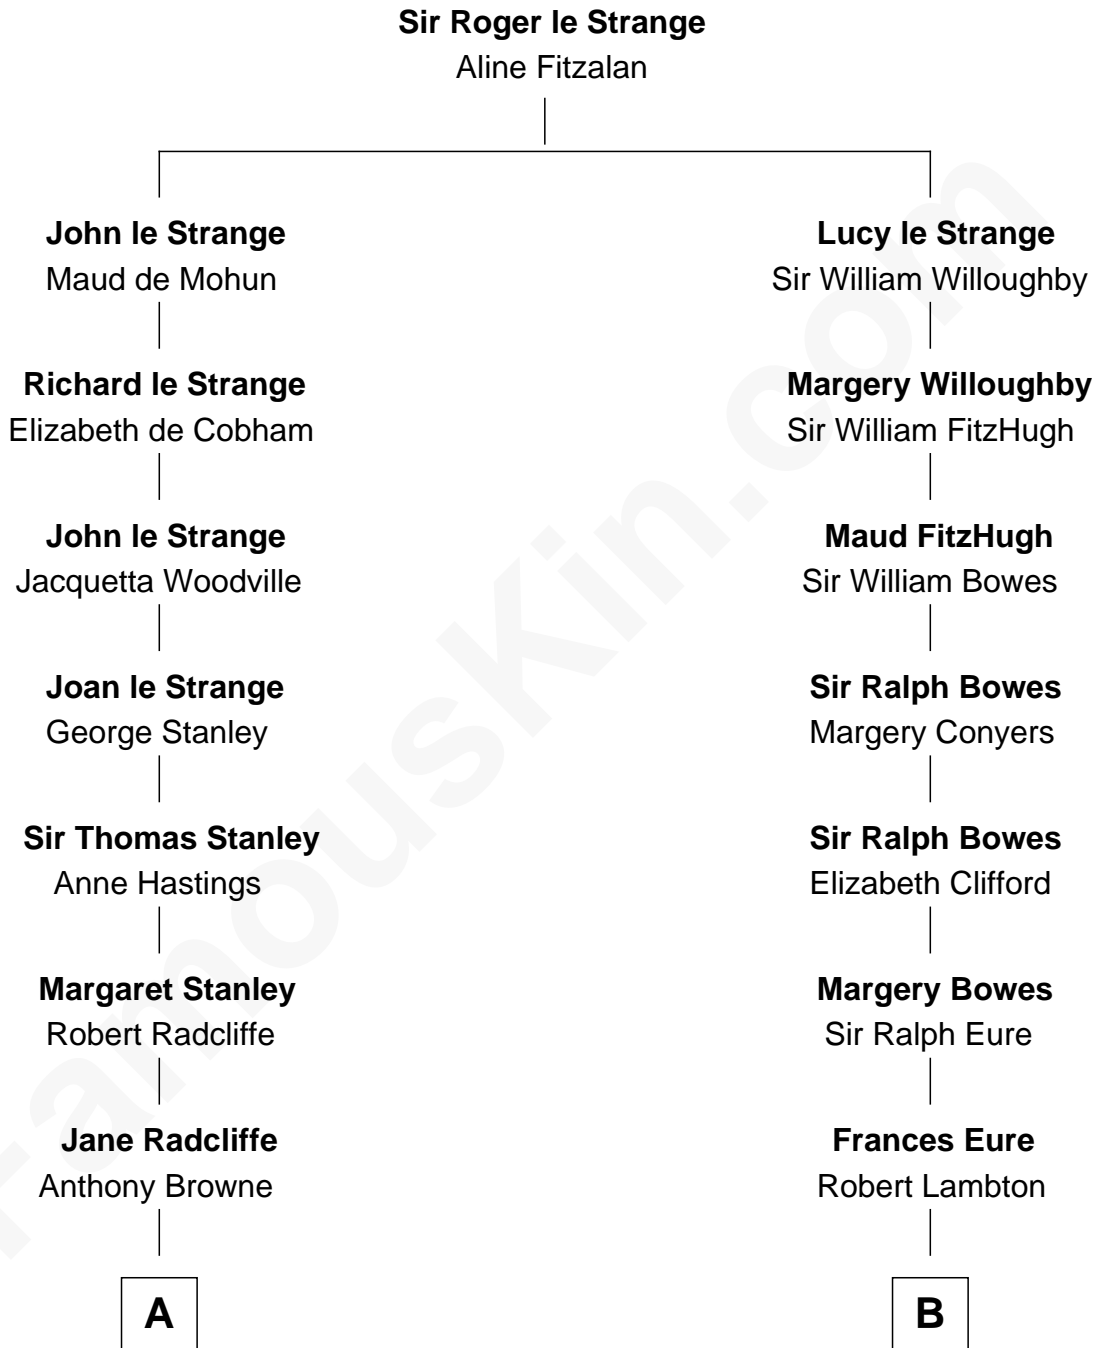 Sir Roger le Strange
Aline Fitzalan
John le Strange
Maud de Mohun
Lucy le Strange
Sir William Willoughby
Richard le Strange
Elizabeth de Cobham
Margery Willoughby
Sir William FitzHugh
John le Strange
Jacquetta Woodville
Maud FitzHugh
Sir William Bowes
Joan le Strange
George Stanley
Sir Ralph Bowes
Margery Conyers
Sir Thomas Stanley
Anne Hastings
Sir Ralph Bowes
Elizabeth Clifford
Margaret Stanley
Robert Radcliffe
Margery Bowes
Sir Ralph Eure
Jane Radcliffe
Anthony Browne
Frances Eure
Robert Lambton
A
B
FamousKin.com